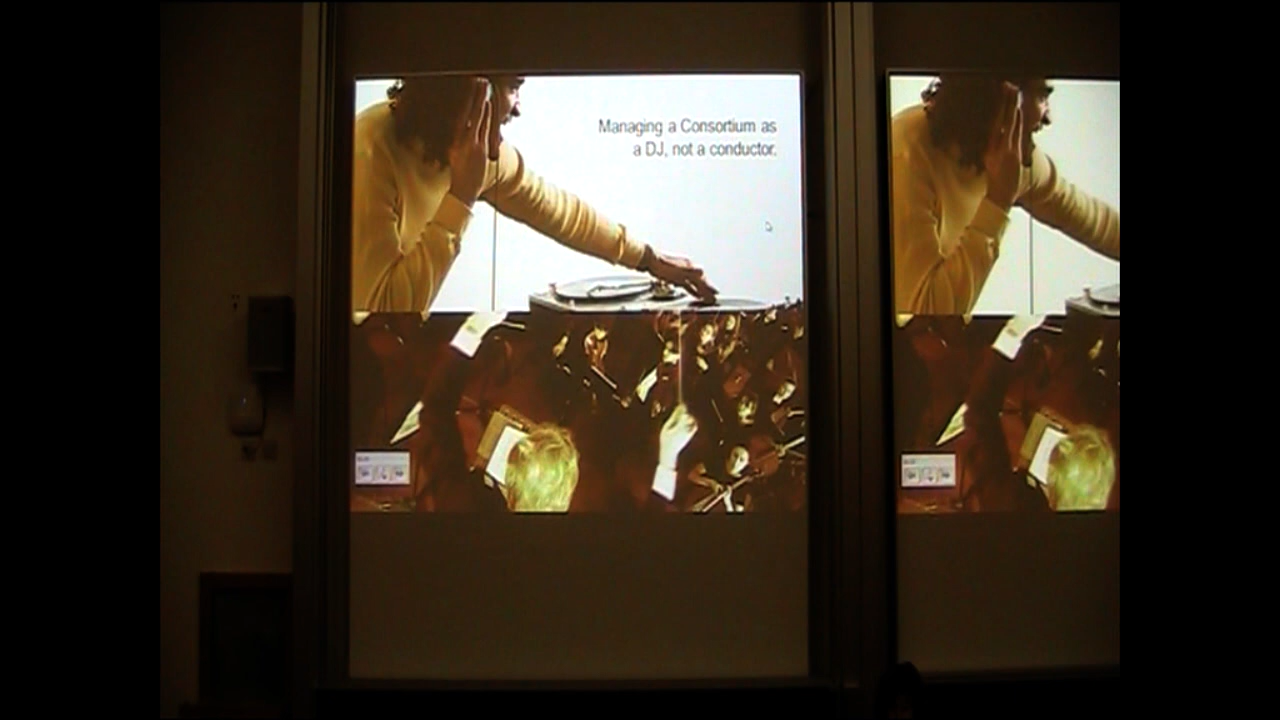 Managing a Consortium as
a DJ, not a conductor.